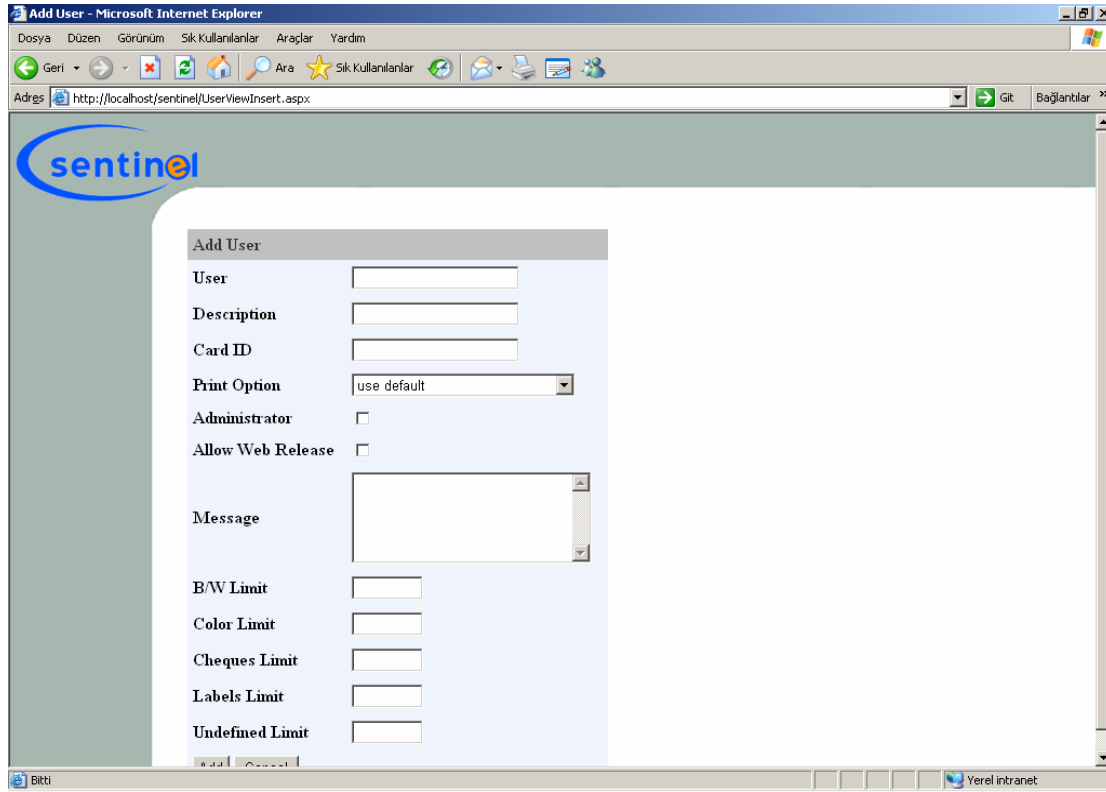 Add User - Microsoft Internet Explorer
Dosya Düzen Görünüm Sık Kullanılanlar Araçlar Yardım
Geri Ara Sık Kullanılanlar
Adres http://localhost/sentinel/UserViewInsert.aspx Git Bağlantılar »
sentinel
Add User
User
Description
Card ID
Print Option use default
Administrator
Allow Web Release
Message
B/W Limit
Color Limit
Cheques Limit
Labels Limit
Undefined Limit
Add Cancel
Bitti Yerel intranet